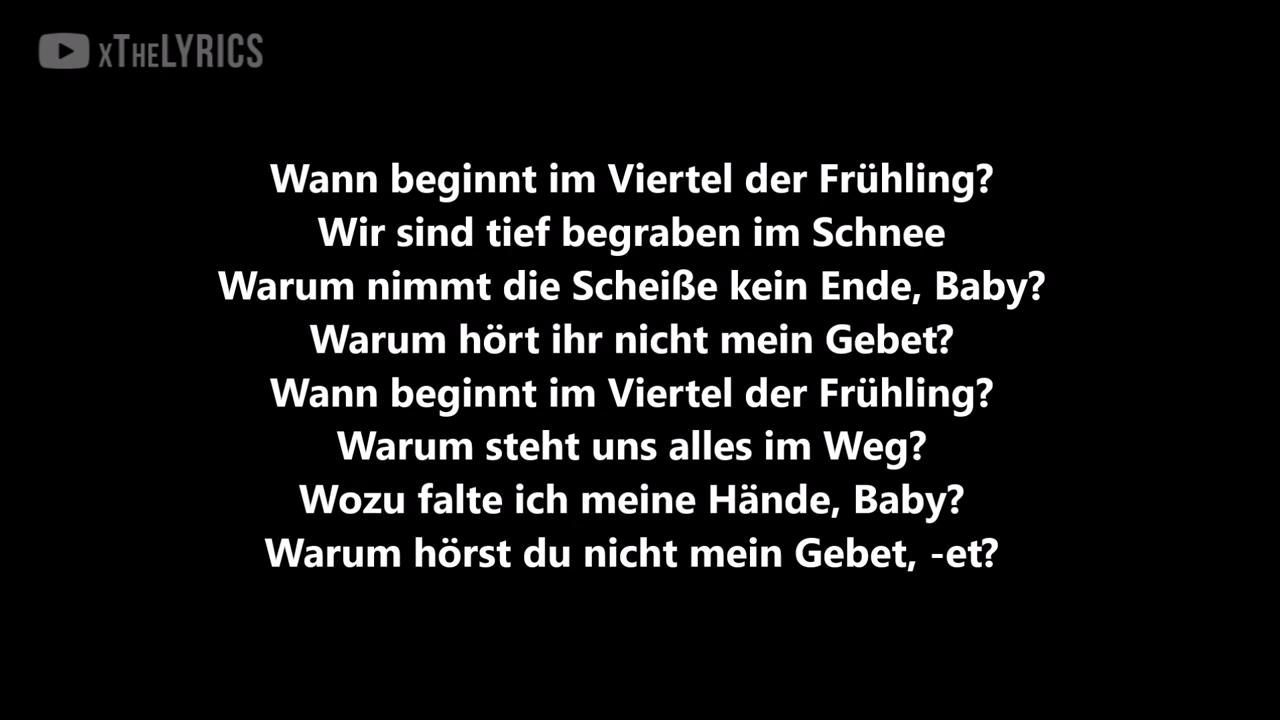 xTheLYRICS
Wann beginnt im Viertel der Frühling?
Wir sind tief begraben im Schnee
Warum nimmt die Scheiße kein Ende, Baby?
Warum hört ihr nicht mein Gebet?
Wann beginnt im Viertel der Frühling?
Warum steht uns alles im Weg?
Wozu falte ich meine Hände, Baby?
Warum hörst du nicht mein Gebet, -et?